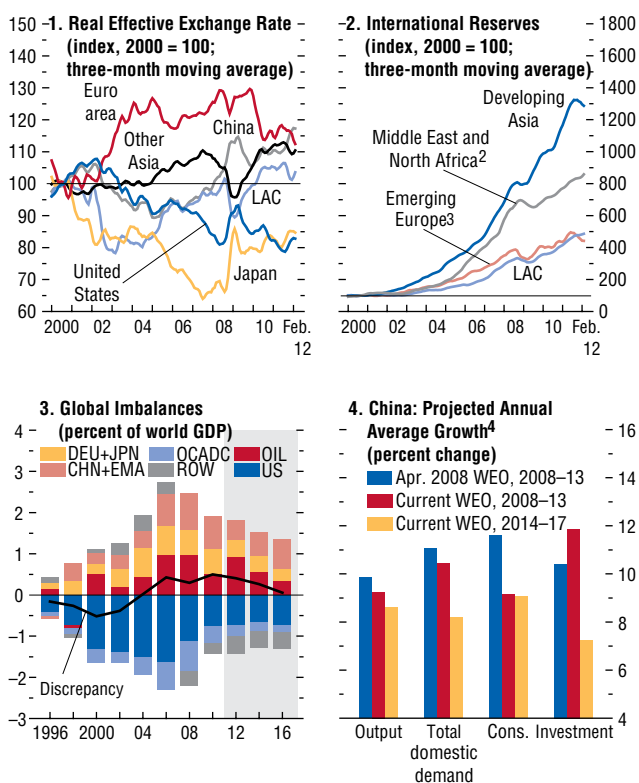 1. Real Effective Exchange Rate
(index, 2000 = 100;
three-month moving average)
150
140
130
120
110
100
90
80
70
60
Euro
area
Other
Asia
China
LAC
United
States
Japan
2000 02 04 06 08 10 Feb.
12
2. International Reserves
(index, 2000 = 100;
three-month moving average)
1800
1600
1400
1200
1000
800
600
400
200
0
Developing
Asia
Middle East and
North Africa2
Emerging
Europe3
LAC
2000 02 04 06 08 10 Feb.
12
3. Global Imbalances
(percent of world GDP)
DEU+JPN OCADC OIL
CHN+EMA ROW US
4
3
2
1
0
–1
–2
–3
Discrepancy
1996 2000 04 08 12 16
4. China: Projected Annual
Average Growth4
(percent change)
Apr. 2008 WEO, 2008–13
Current WEO, 2008–13
Current WEO, 2014–17
16
14
12
10
8
6
4
Output Total Cons. Investment
domestic
demand